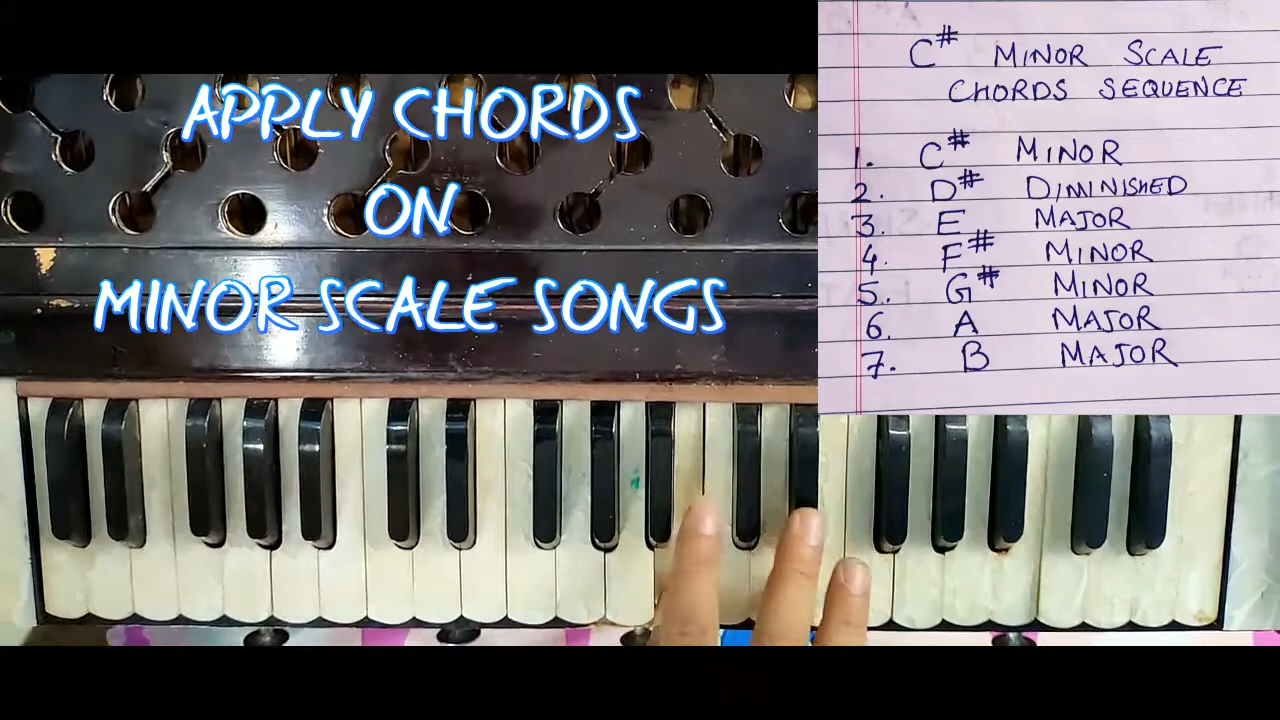 APPLY CHORDS
ON
MINOR SCALE SONGS
C# MINOR SCALE
CHORDS SEQUENCE
1. C# MINOR
2. D# DIMINISHED
3. E MAJOR
4. F# MINOR
5. G# MINOR
6. A MAJOR
7. B MAJOR